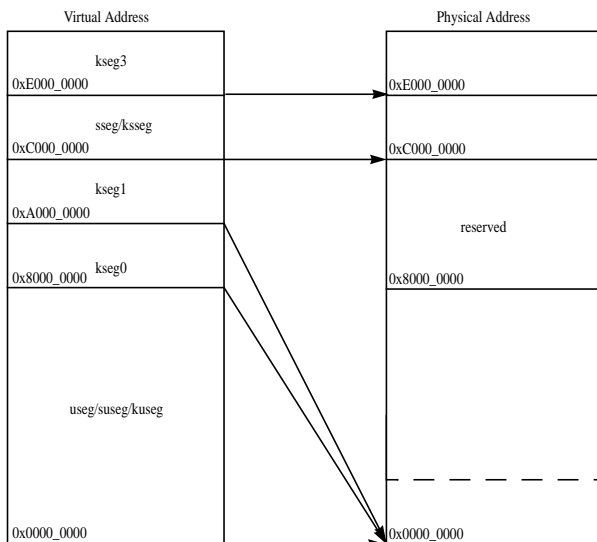 Virtual Address
kseg3
0xE000_0000
sseg/ksseg
0xC000_0000
kseg1
0xA000_0000
kseg0
0x8000_0000
useg/suseg/kuseg
0x0000_0000
Physical Address
0xE000_0000
0xC000_0000
reserved
0x8000_0000
0x0000_0000